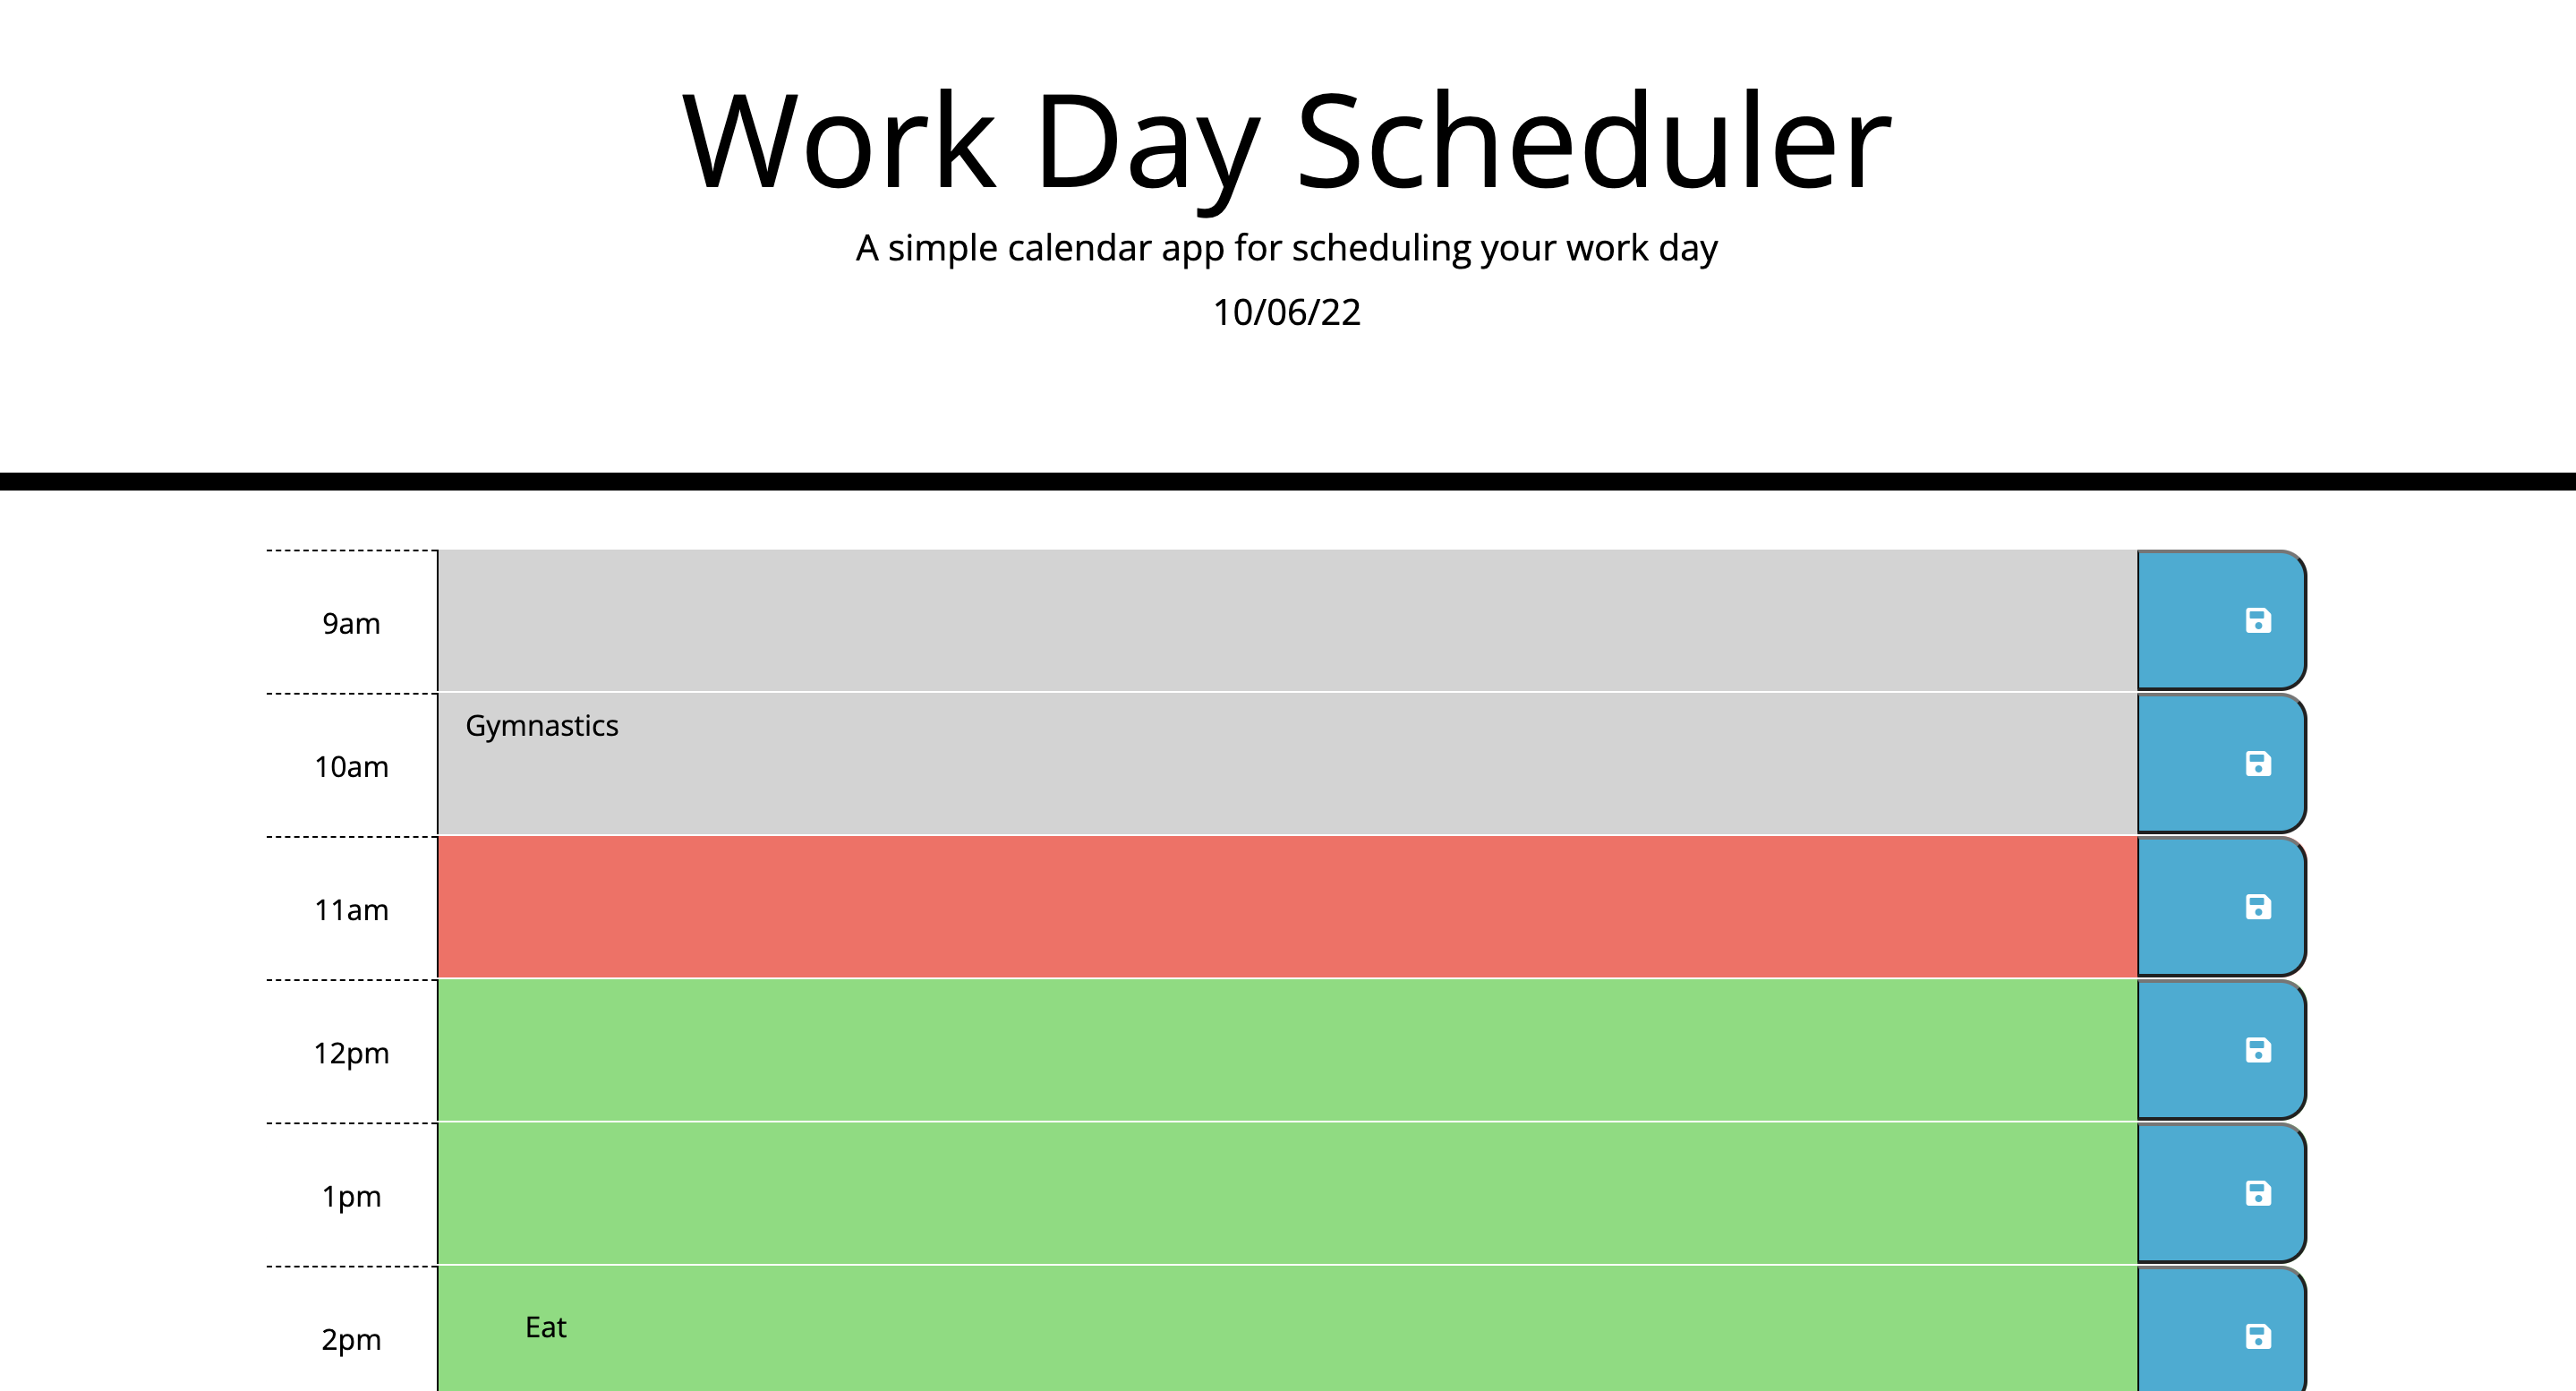 Work Day Scheduler
A simple calendar app for scheduling your work day
10/06/22
9am
Gymnastics
10am
11am
12pm
1pm
Eat
2pm